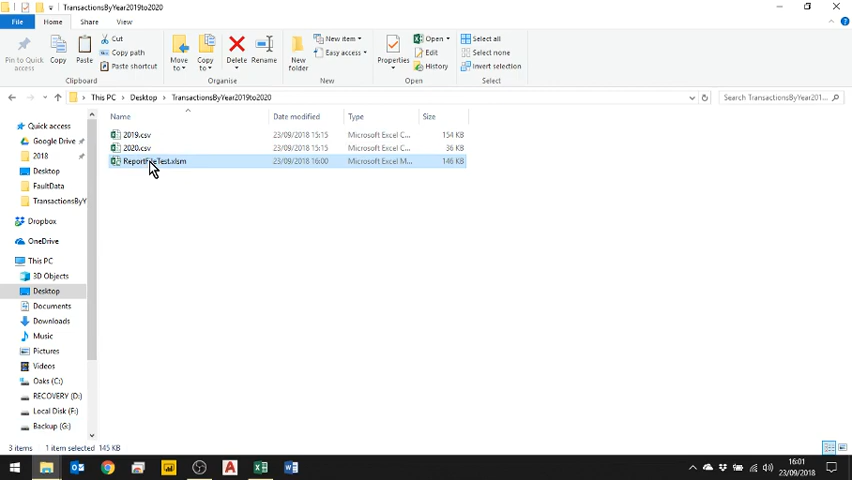 TransactionsByYear2019to2020
File Home Share View
Pin to Quick access
Copy
Paste
Cut
Copy path
Paste shortcut
Move to
Copy to
Delete
Rename
New folder
New item
Easy access
Properties
Open
Edit
History
Select all
Select none
Invert selection
Clipboard Organise New Open Select
This PC Desktop TransactionsByYear2019to2020
TransactionsByYear201...
Search TransactionsByYear201...
Name Date modified Type Size
2019.csv 23/09/2018 15:15 Microsoft Excel C... 154 KB
2020.csv 23/09/2018 15:15 Microsoft Excel C... 36 KB
ReportFileTest.xlsm 23/09/2018 16:00 Microsoft Excel M... 146 KB
Quick access
Google Drive
2018
Desktop
FaultData
TransactionsByY
Dropbox
OneDrive
This PC
3D Objects
Desktop
Documents
Downloads
Music
Pictures
Videos
Oaks (C:)
RECOVERY (D:)
Local Disk (F:)
Backup (G:)
3 items 1 item selected 145 KB
16:01
23/09/2018